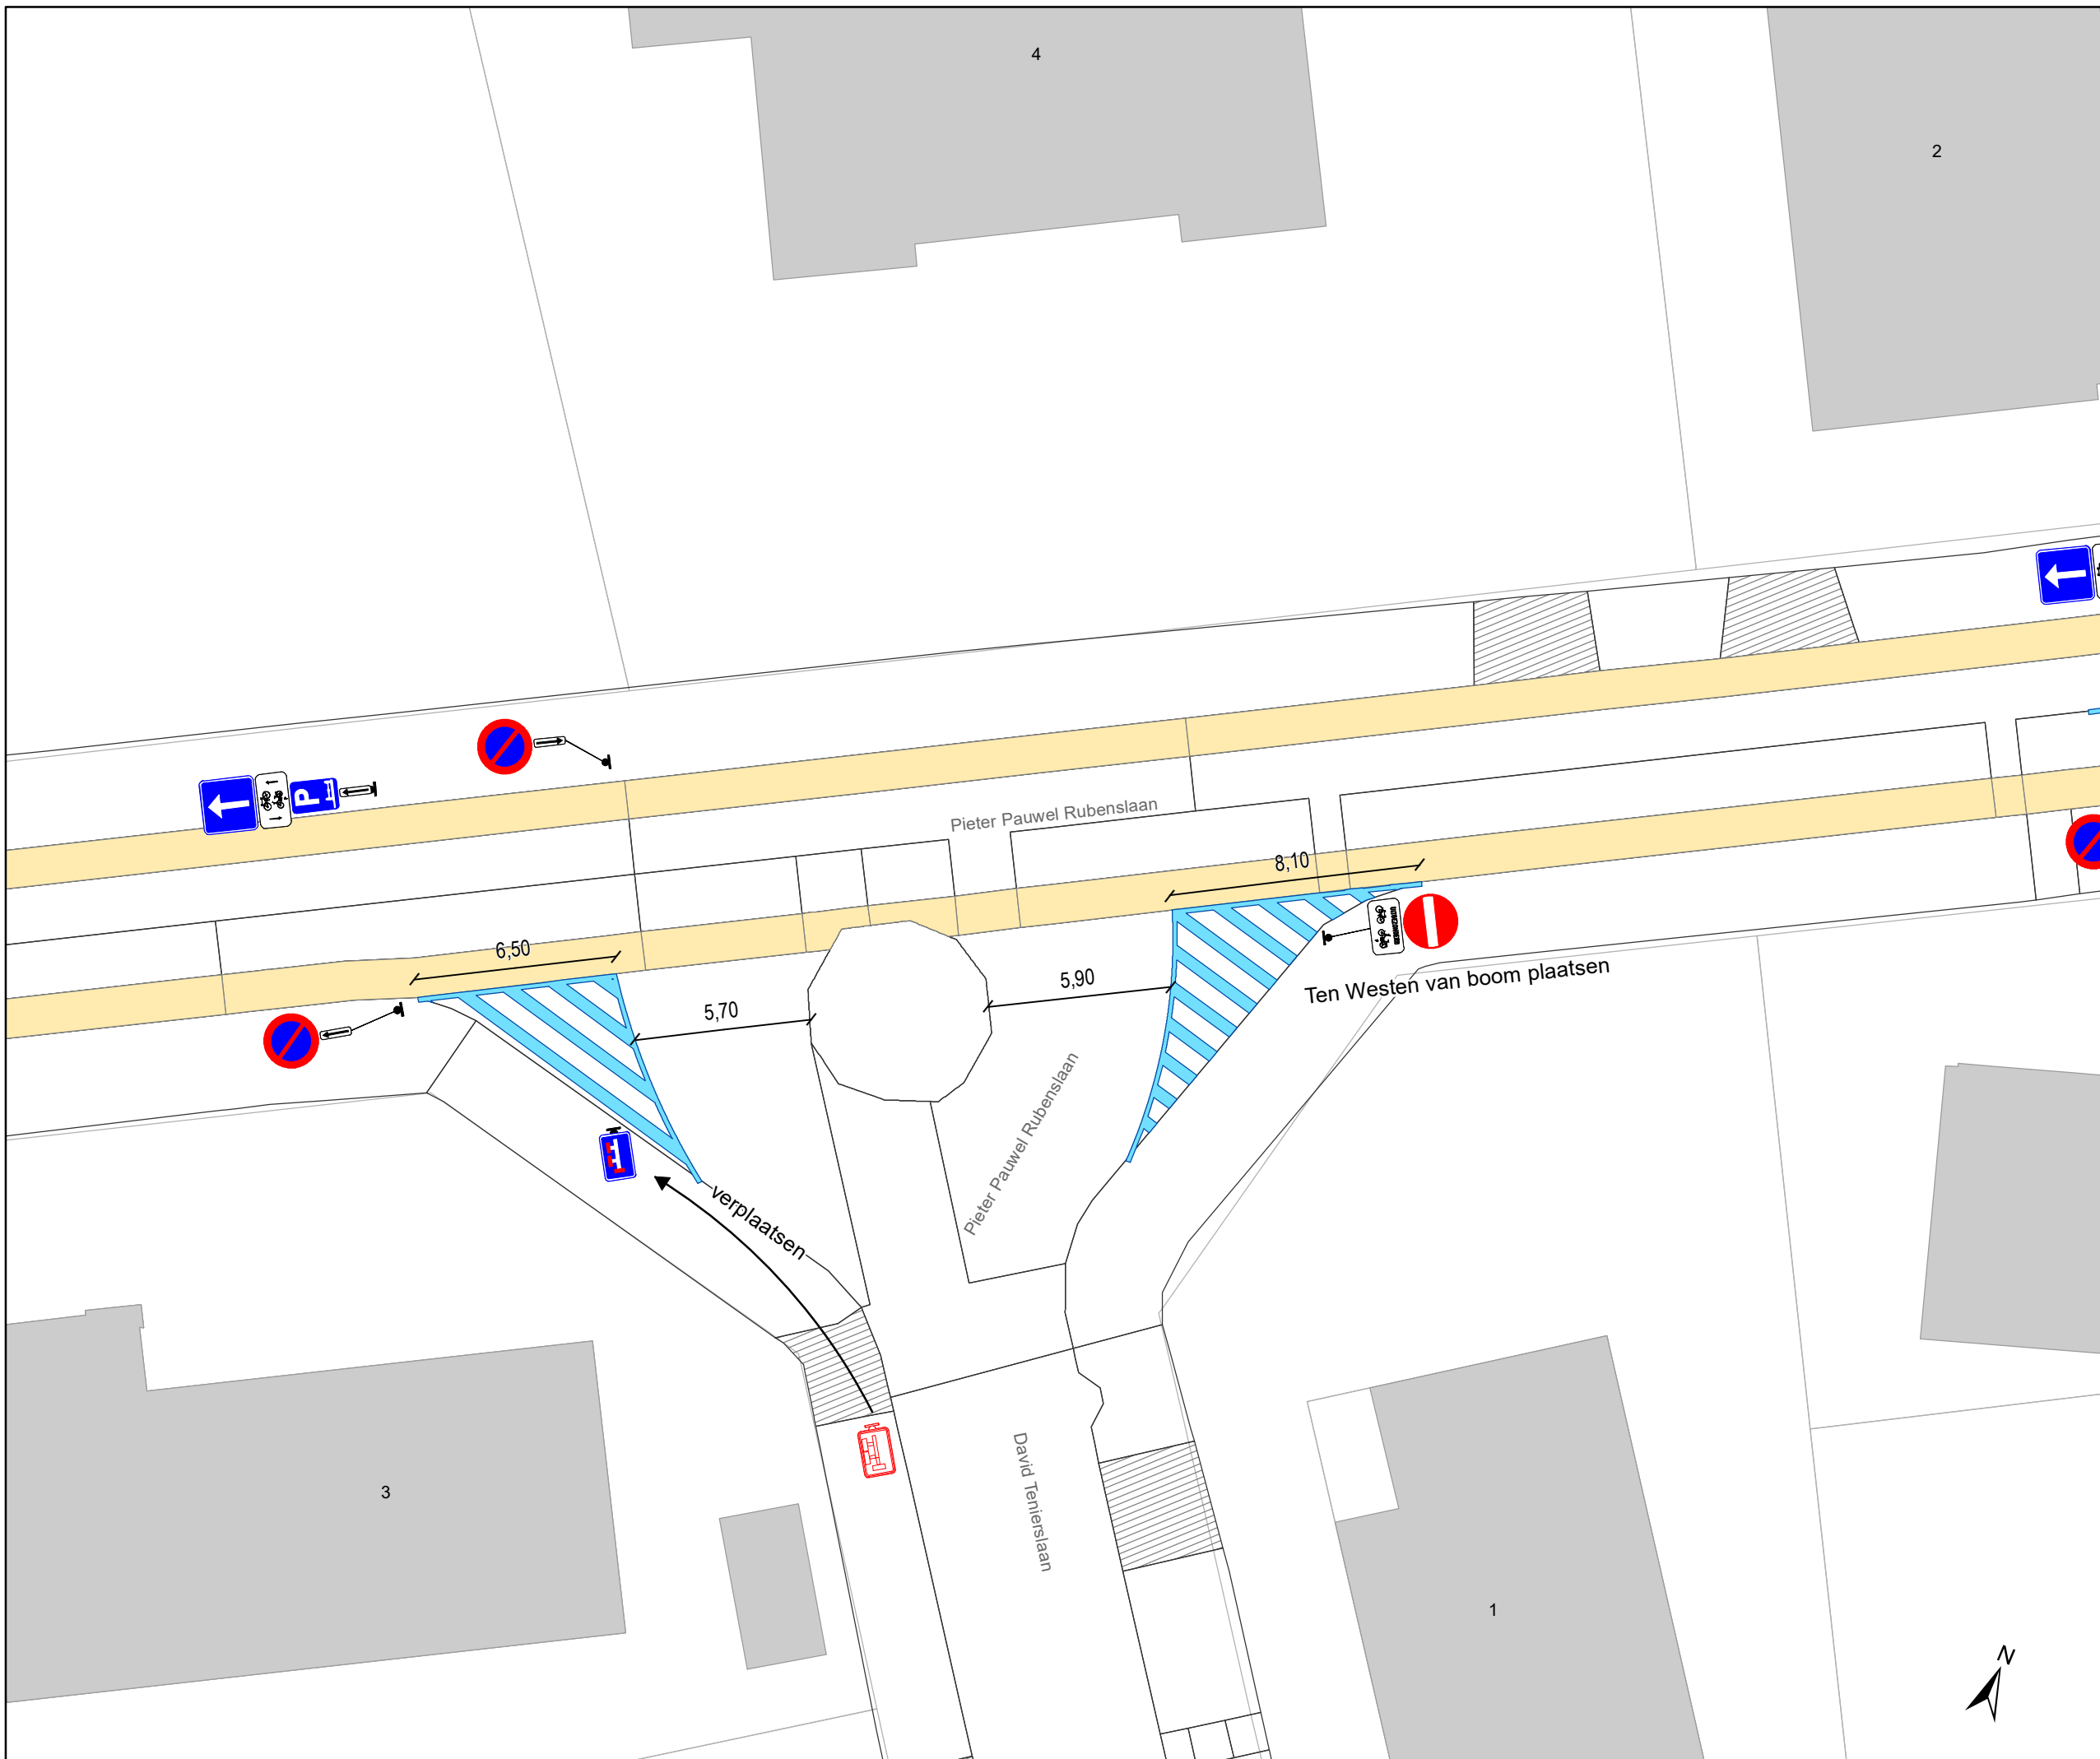 4
2
Pieter Pauwel Rubenslaan
8,10
6,50
5,90
5,70
P
Ten Westen van boom plaatsen
Pieter Pauwel Rubenslaan
verplaatsen
David Tenierslaan
3
1
N